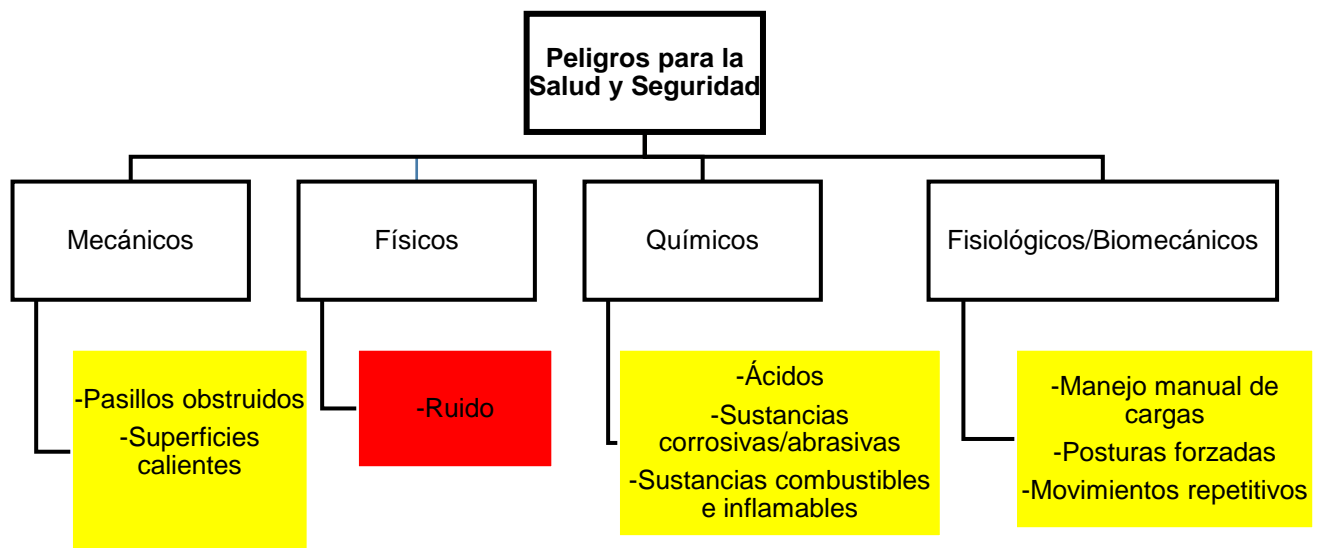 Peligros para la
Salud y Seguridad
Mecánicos
Físicos
Químicos
Fisiológicos/Biomecánicos
-Pasillos obstruidos
-Superficies
calientes
-Ruido
-Ácidos
-Sustancias
corrosivas/abrasivas
-Sustancias combustibles
e inflamables
-Manejo manual de
cargas
-Posturas forzadas
-Movimientos repetitivos